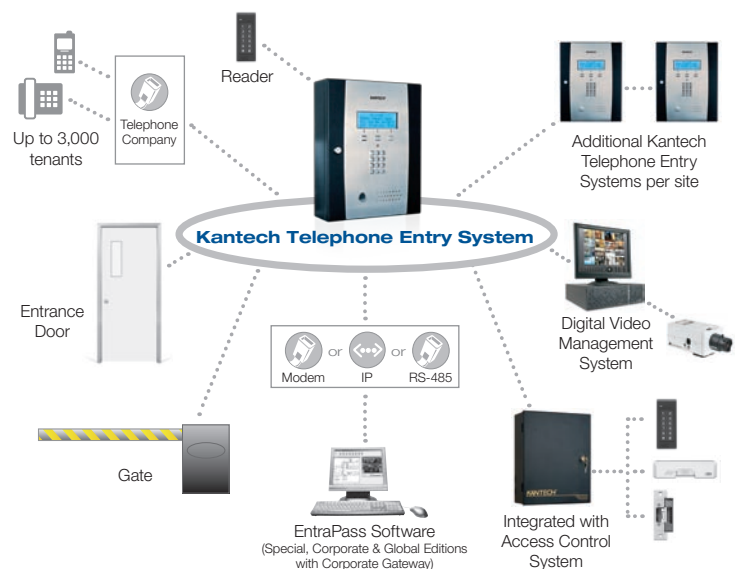 Reader
Telephone
Company
Up to 3,000
tenants
KANTECH
Additional Kantech
Telephone Entry
Systems per site
Kantech Telephone Entry System
Entrance
Door
Digital Video
Management
System
or
or
Modem
IP
RS-485
Gate
KANTECH
EntraPass Software
(Special, Corporate & Global Editions
with Corporate Gateway)
Integrated with
Access Control
System